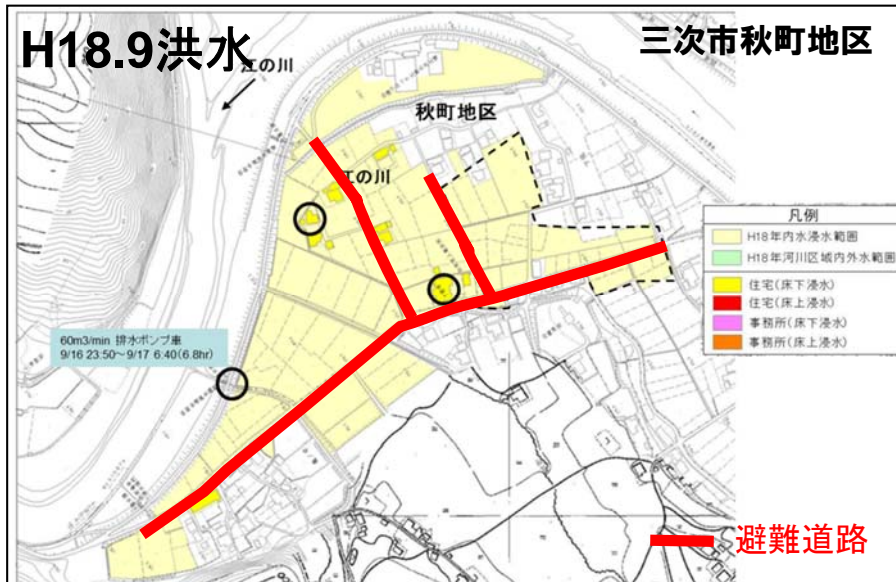 H18.9洪水
三次市秋町地区
江の川
秋町地区
江の川
凡例
H18年内水浸水範囲
H18年河川区域内外水範囲
住宅(床下浸水)
住宅(床上浸水)
事務所(床下浸水)
事務所(床上浸水)
60m3/min 排水ポンプ車
9/16 23:50～9/17 6:40(6.8hr)
避難道路